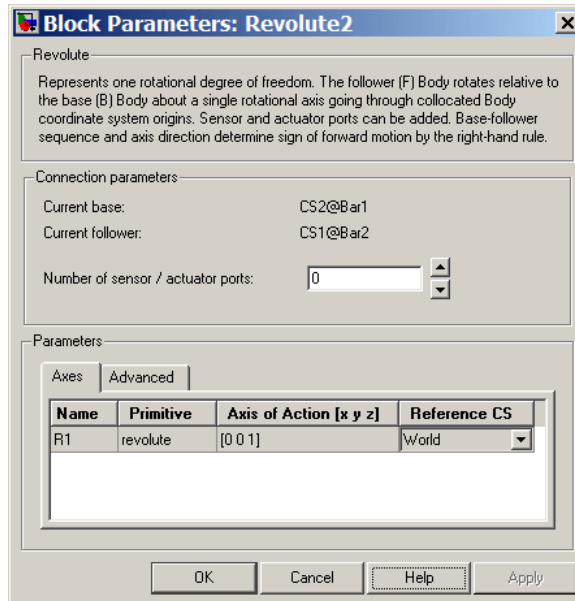 Block Parameters: Revolute2
Revolute
Represents one rotational degree of freedom. The follower (F) Body rotates relative to
the base (B) Body about a single rotational axis going through collocated Body
coordinate system origins. Sensor and actuator ports can be added. Base-follower
sequence and axis direction determine sign of forward motion by the right-hand rule.
Connection parameters
Current base: CS2@Bar1
Current follower: CS1@Bar2
Number of sensor / actuator ports: 0
Parameters
Axes Advanced
Name Primitive Axis of Action [x y z] Reference CS
R1 revolute [0 0 1] World
OK Cancel Help Apply